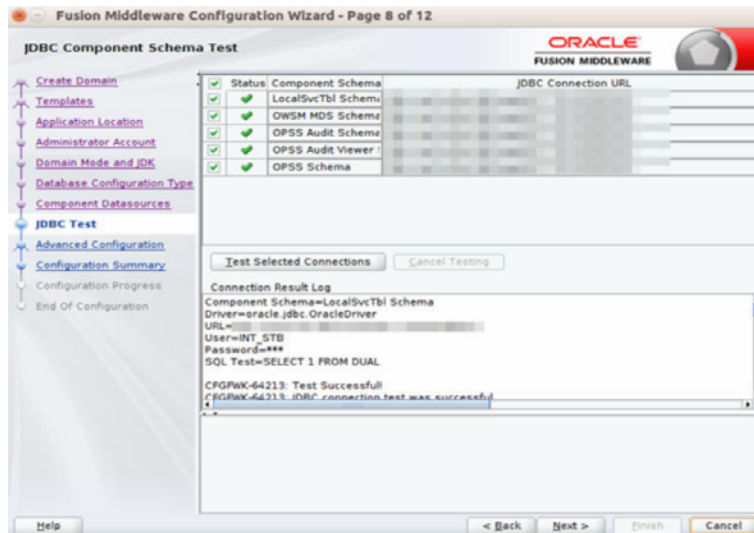 Fusion Middleware Configuration Wizard - Page 8 of 12
JDBC Component Schema Test
ORACLE
FUSION MIDDLEWARE
Create Domain
Templates
Application Location
Administrator Account
Domain Mode and JDK
Database Configuration Type
Component Datasources
JDBC Test
Advanced Configuration
Configuration Summary
Configuration Progress
End Of Configuration
Status Component Schema JDBC Connection URL
LocalSvcTbl Schema
OWSM MDS Schema
OPSS Audit Schema
OPSS Audit Viewer
OPSS Schema
Test Selected Connections Cancel Testing
Connection Result Log
Component Schema=LocalSvcTbl Schema
Driver=oracle.jdbc.OracleDriver
URL=
User=INT_STB
Password=***
SQL Test=SELECT 1 FROM DUAL
CFGFWK-64213: Test Successful!
CFGFWK-64213: JDBC connection test was successful
Help < Back Next > Finish Cancel